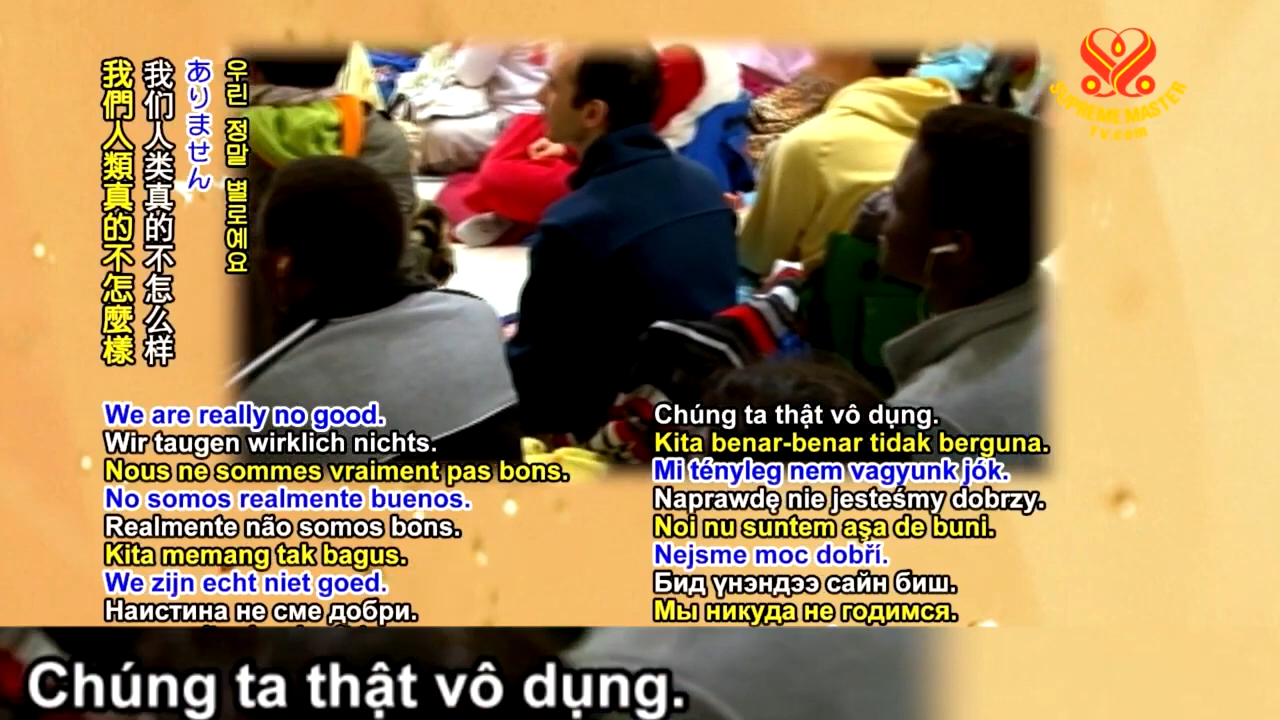 我們人類真的不怎麼樣
我们人类真的不怎么样
ありません
우린 정말 별로예요
SUPREME MASTER
TV.com
We are really no good.
Wir taugen wirklich nichts.
Nous ne sommes vraiment pas bons.
No somos realmente buenos.
Realmente não somos bons.
Kita memang tak bagus.
We zijn echt niet goed.
Наистина не сме добри.
Chúng ta thật vô dụng.
Kita benar-benar tidak berguna.
Mi tényleg nem vagyunk jók.
Naprawdę nie jesteśmy dobrzy.
Noi nu suntem aşa de buni.
Nejsme moc dobří.
Бид үнэндээ сайн биш.
Мы никуда не годимся.
Chúng ta thật vô dụng.